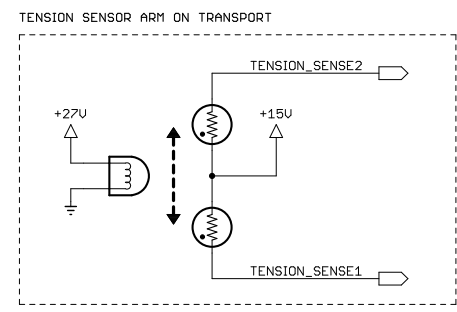 TENSION SENSOR ARM ON TRANSPORT
TENSION_SENSE2
+27V
+15V
TENSION_SENSE1